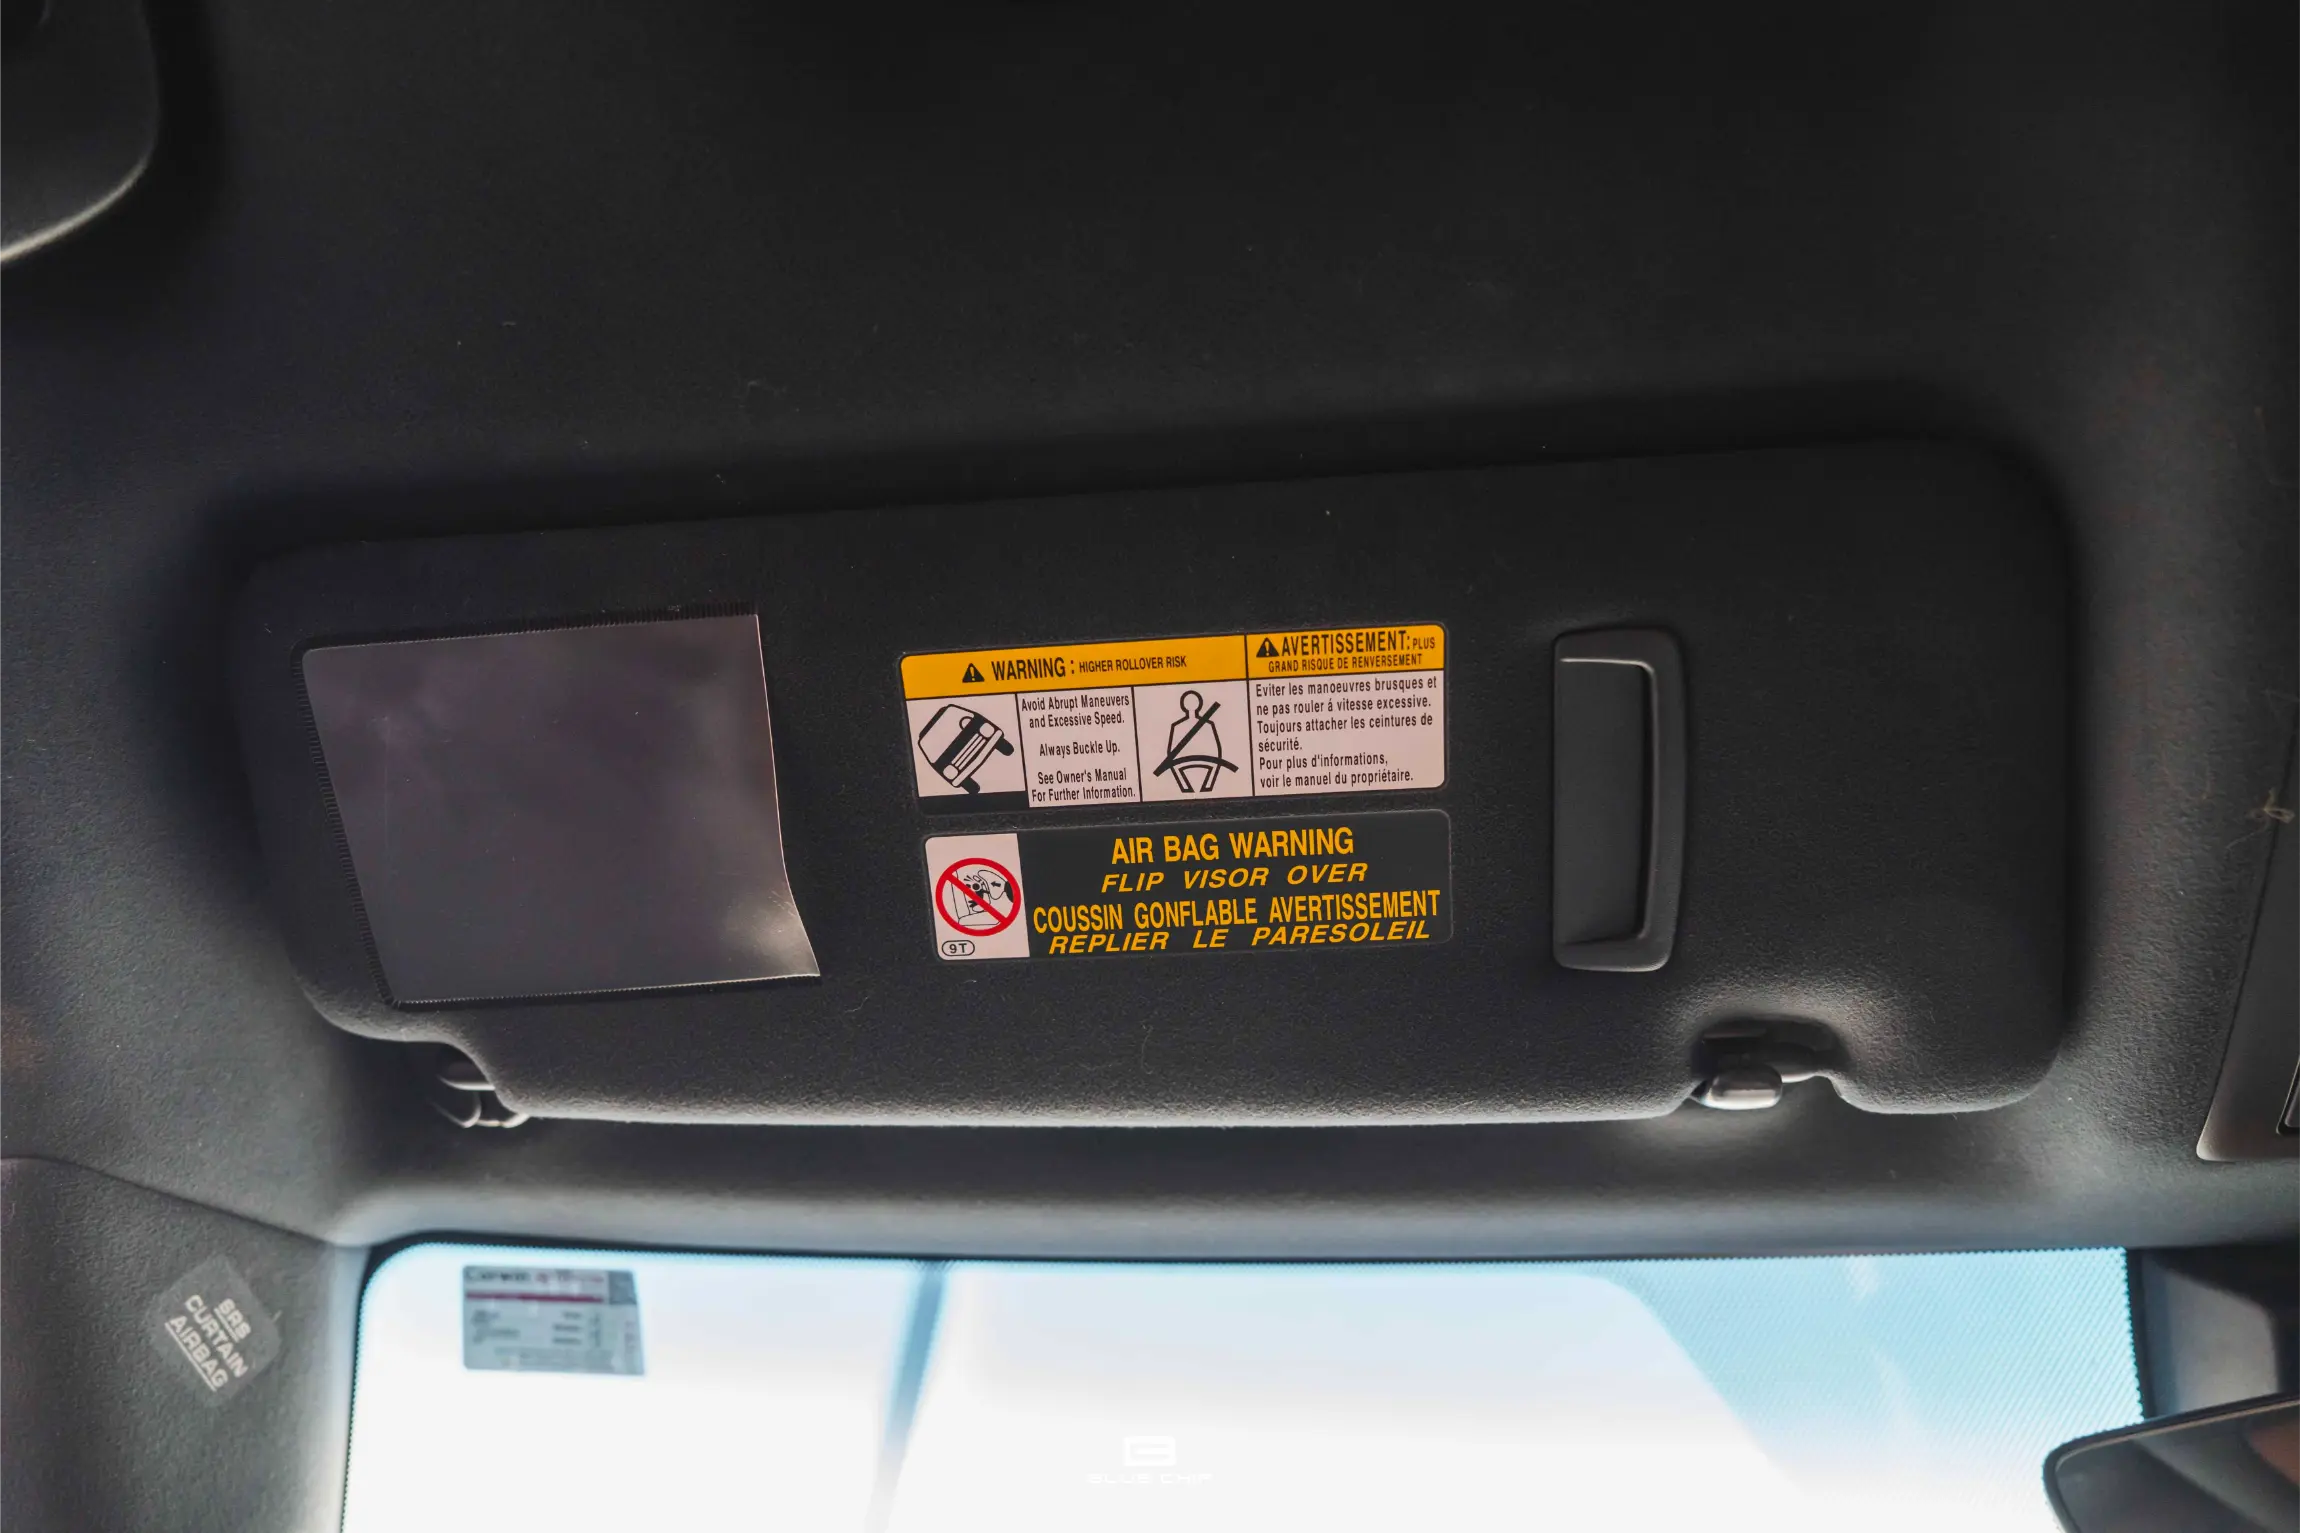 WARNING : HIGHER ROLLOVER RISK
Avoid Abrupt Maneuvers
and Excessive Speed.
Always Buckle Up.
See Owner's Manual
For Further Information.
AVERTISSEMENT: PLUS
GRAND RISQUE DE RENVERSEMENT
Eviter les manoeuvres brusques et
ne pas rouler á vitesse excessive.
Toujours attacher les ceintures de
sécurité.
Pour plus d'informations,
voir le manuel du propriétaire.
AIR BAG WARNING
FLIP VISOR OVER
COUSSIN GONFLABLE AVERTISSEMENT
REPLIER LE PARESOLEIL
9T
SRS
CURTAIN
AIRBAG
BLUE CHIP